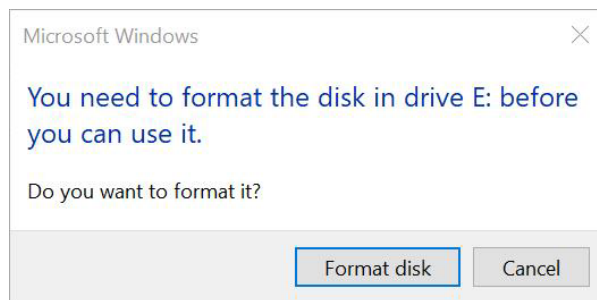 Microsoft Windows
You need to format the disk in drive E: before
you can use it.
Do you want to format it?
Format disk
Cancel